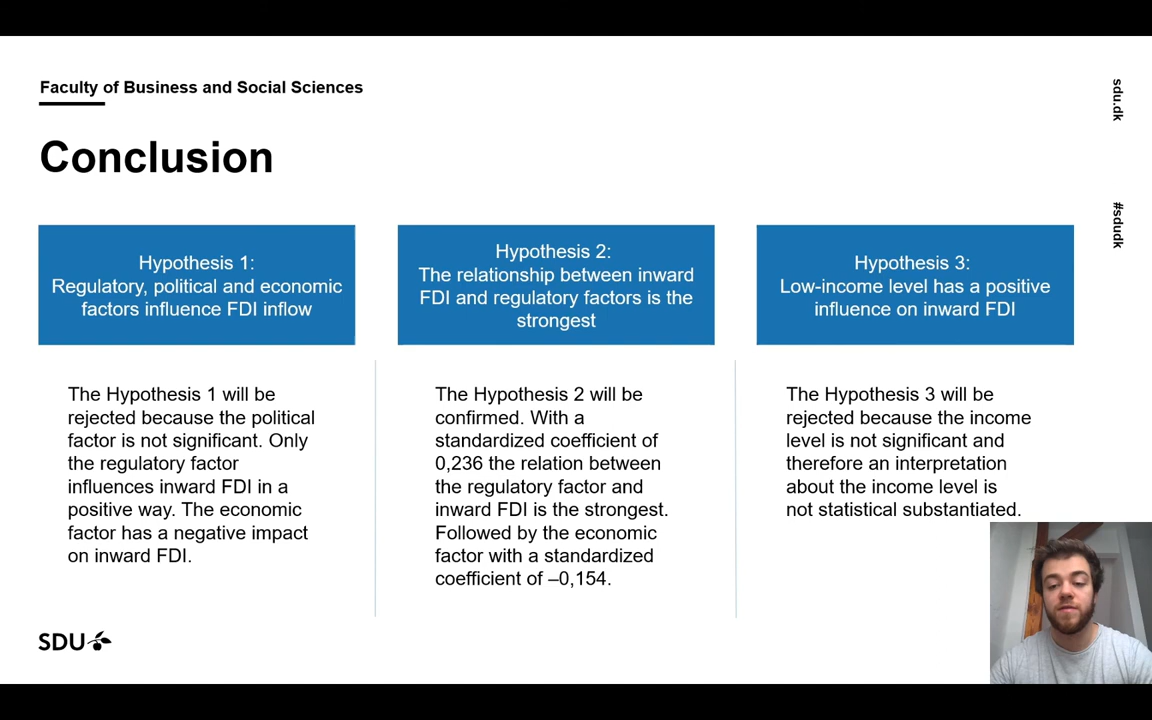 Faculty of Business and Social Sciences
sdu.dk
Conclusion
#sdudk
Hypothesis 1:
Regulatory, political and economic
factors influence FDI inflow
Hypothesis 2:
The relationship between inward
FDI and regulatory factors is the
strongest
Hypothesis 3:
Low-income level has a positive
influence on inward FDI
The Hypothesis 1 will be
rejected because the political
factor is not significant. Only
the regulatory factor
influences inward FDI in a
positive way. The economic
factor has a negative impact
on inward FDI.
The Hypothesis 2 will be
confirmed. With a
standardized coefficient of
0,236 the relation between
the regulatory factor and
inward FDI is the strongest.
Followed by the economic
factor with a standardized
coefficient of –0,154.
The Hypothesis 3 will be
rejected because the income
level is not significant and
therefore an interpretation
about the income level is
not statistical substantiated.
SDU